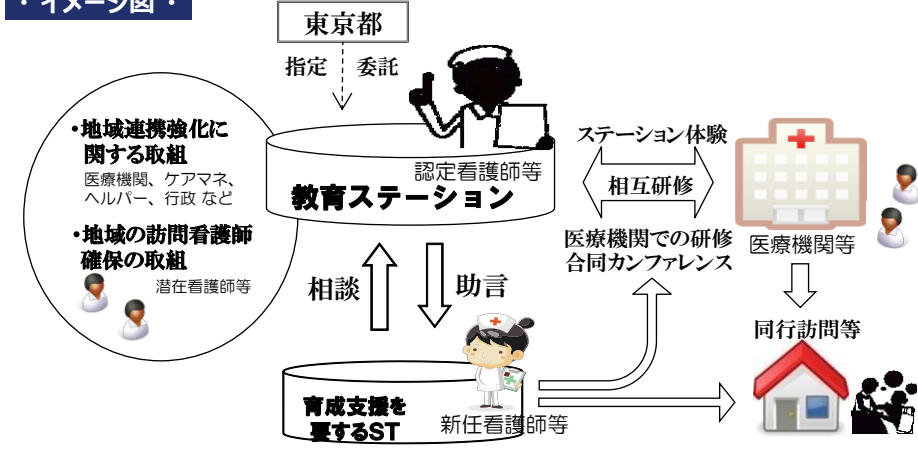 ・イメージ図・
東京都
指定 委託
・地域連携強化に
関する取組
医療機関、ケアマネ、
ヘルパー、行政 など
・地域の訪問看護師
確保の取組
潜在看護師等
認定看護師等
教育ステーション
ステーション体験
相互研修
医療機関での研修
合同カンファレンス
医療機関等
相談
助言
同行訪問等
育成支援を
要するST
新任看護師等